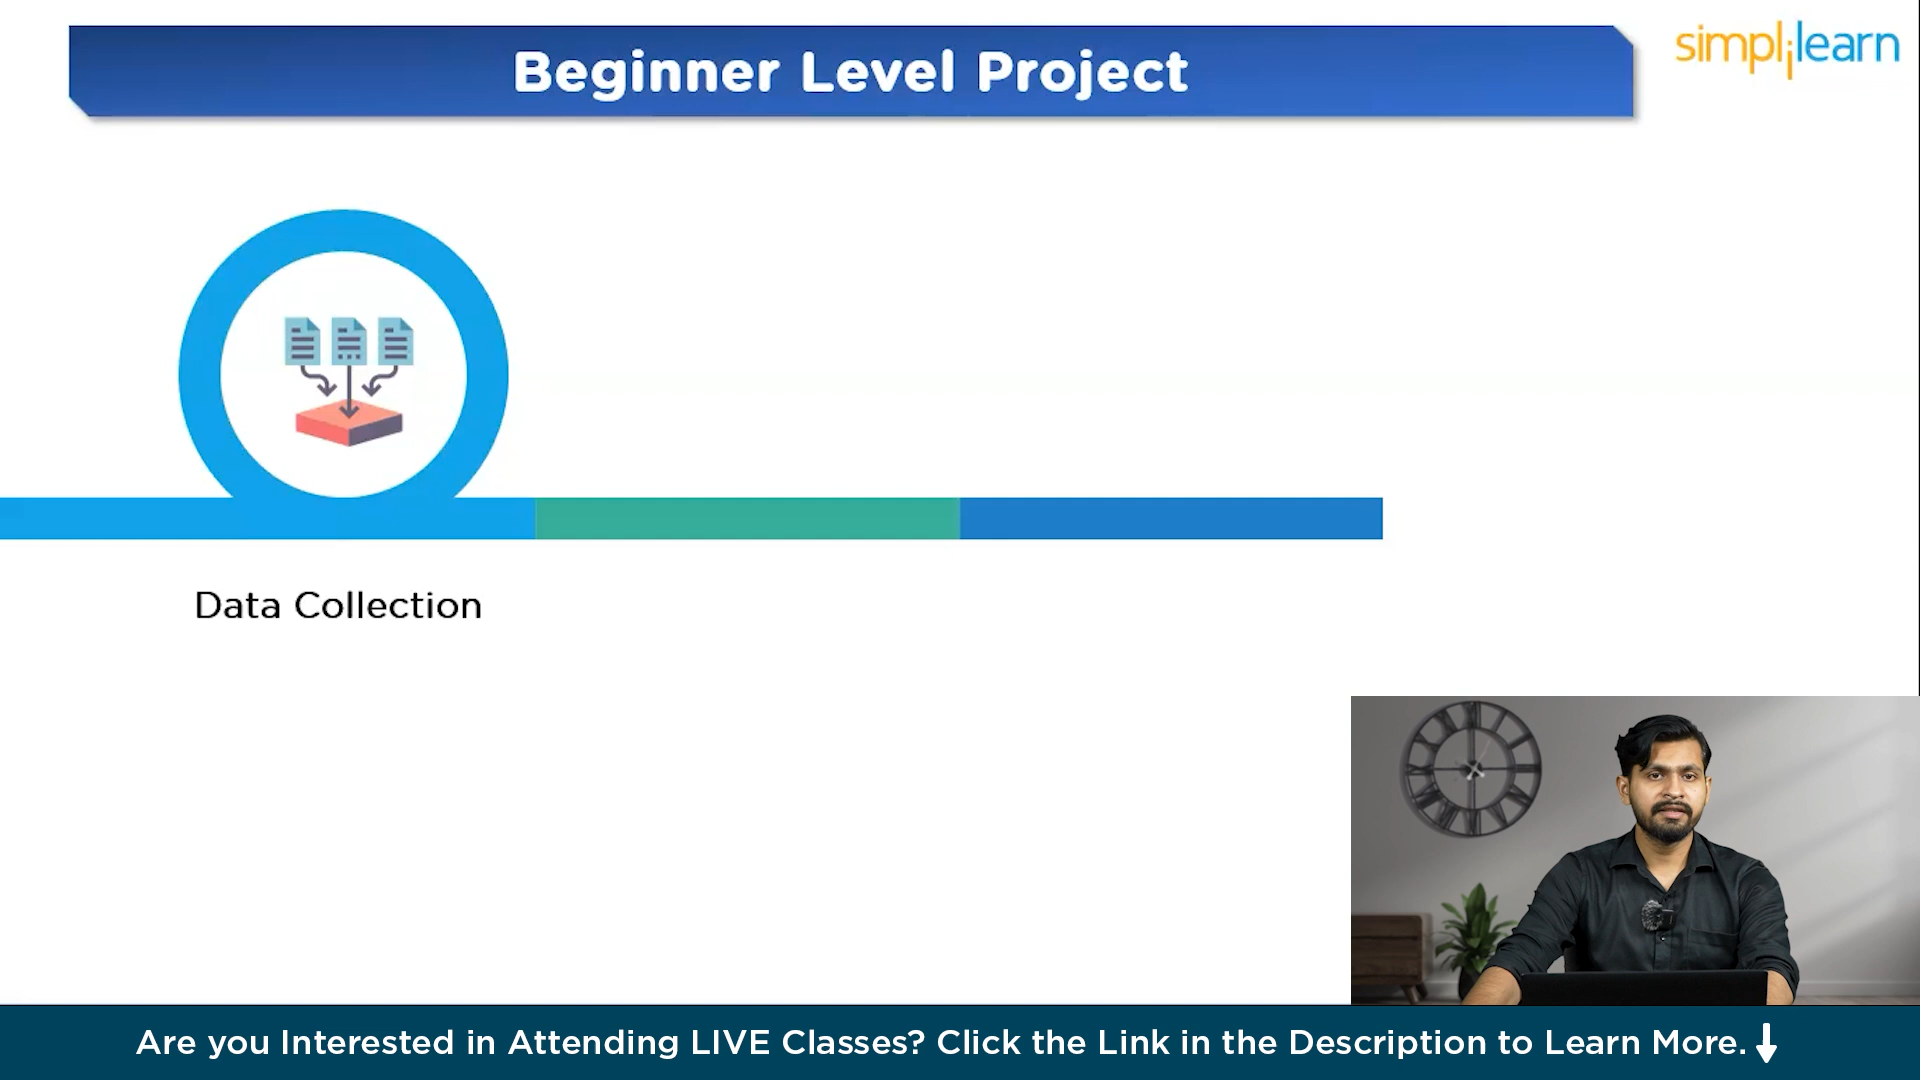 Beginner Level Project
simplilearn
Data Collection
Are you Interested in Attending LIVE Classes? Click the Link in the Description to Learn More.